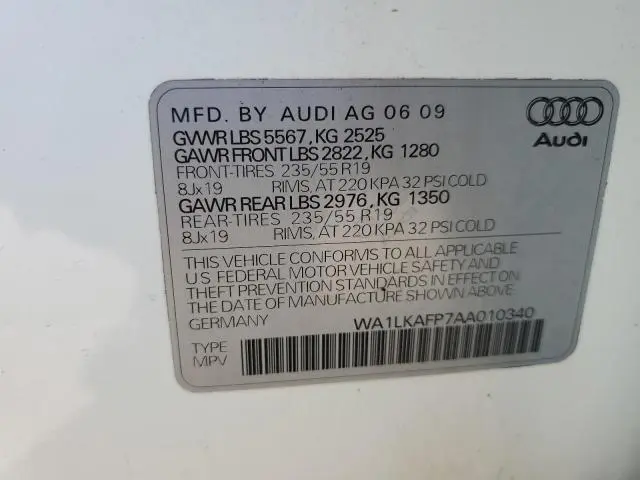 MFD. BY AUDI AG 06 09
GVWR LBS 5567, KG 2525
GAWR FRONT LBS 2822, KG 1280
FRONT-TIRES 235/55 R19
8Jx19 RIMS, AT 220 KPA 32 PSI COLD
GAWR REAR LBS 2976, KG 1350
REAR-TIRES 235/55 R19
8Jx19 RIMS, AT 220 KPA 32 PSI COLD
Audi
THIS VEHICLE CONFORMS TO ALL APPLICABLE
U.S. FEDERAL MOTOR VEHICLE SAFETY AND
THEFT PREVENTION STANDARDS IN EFFECT ON
THE DATE OF MANUFACTURE SHOWN ABOVE.
GERMANY WA1LKAFP7AA010340
TYPE
MPV